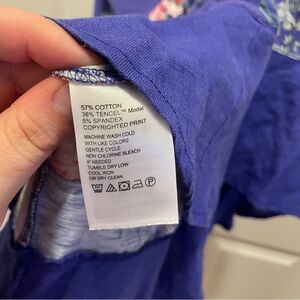 57% COTTON
38% TENCEL™ Modal
5% SPANDEX
COPYRIGHTED PRINT
MACHINE WASH COLD
WITH LIKE COLORS
GENTLE CYCLE
NON CHLORINE BLEACH
IF NEEDED
TUMBLE DRY LOW
COOL IRON
OR DRY CLEAN